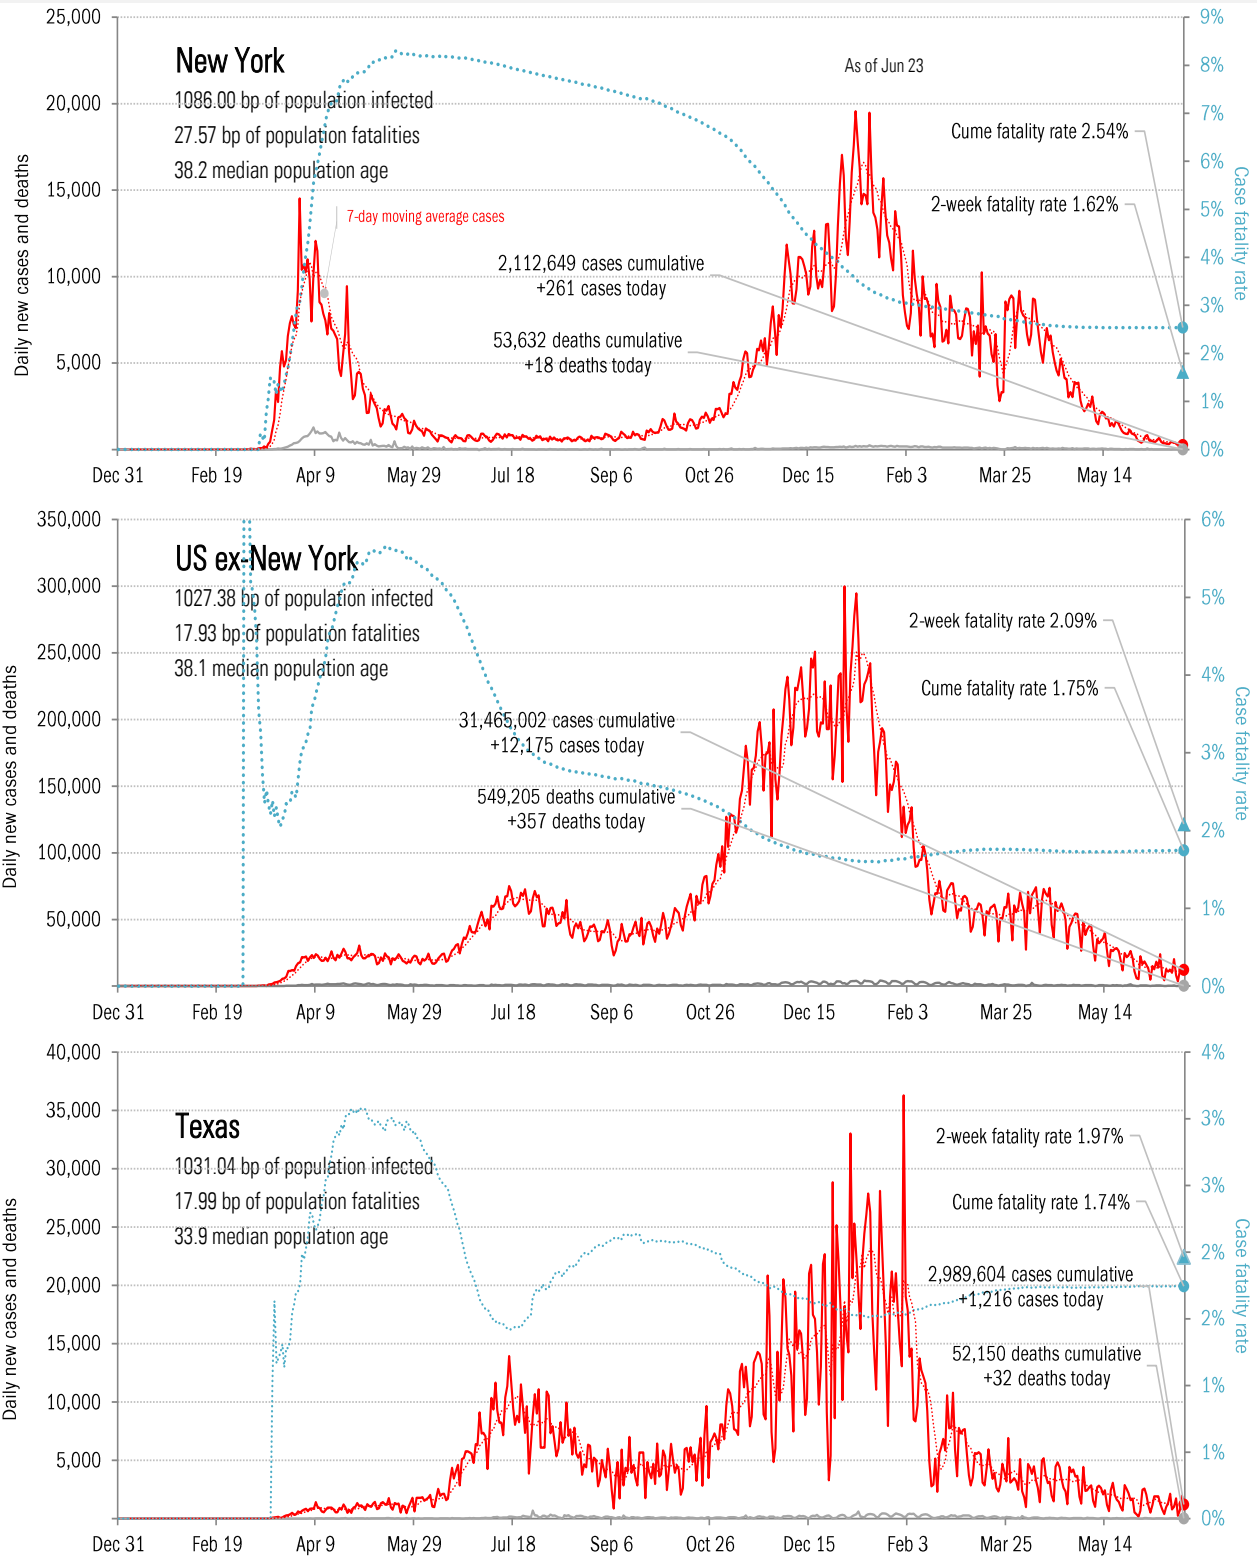 25,000
20,000
15,000
10,000
5,000
9%
8%
7%
6%
5%
4%
3%
2%
1%
0%
Daily new cases and deaths
Case fatality rate
New York
1086.00 bp of population infected
27.57 bp of population fatalities
38.2 median population age
As of Jun 23
7-day moving average cases
Cume fatality rate 2.54%
2-week fatality rate 1.62%
2,112,649 cases cumulative
+261 cases today
53,632 deaths cumulative
+18 deaths today
Dec 31 Feb 19 Apr 9 May 29 Jul 18 Sep 6 Oct 26 Dec 15 Feb 3 Mar 25 May 14
350,000
300,000
250,000
200,000
150,000
100,000
50,000
6%
5%
4%
3%
2%
1%
0%
Daily new cases and deaths
Case fatality rate
US ex-New York
1027.38 bp of population infected
17.93 bp of population fatalities
38.1 median population age
2-week fatality rate 2.09%
Cume fatality rate 1.75%
31,465,002 cases cumulative
+12,175 cases today
549,205 deaths cumulative
+357 deaths today
Dec 31 Feb 19 Apr 9 May 29 Jul 18 Sep 6 Oct 26 Dec 15 Feb 3 Mar 25 May 14
40,000
35,000
30,000
25,000
20,000
15,000
10,000
5,000
4%
3%
3%
2%
2%
1%
1%
0%
Daily new cases and deaths
Case fatality rate
Texas
1031.04 bp of population infected
17.99 bp of population fatalities
33.9 median population age
2-week fatality rate 1.97%
Cume fatality rate 1.74%
2,989,604 cases cumulative
+1,216 cases today
52,150 deaths cumulative
+32 deaths today
Dec 31 Feb 19 Apr 9 May 29 Jul 18 Sep 6 Oct 26 Dec 15 Feb 3 Mar 25 May 14